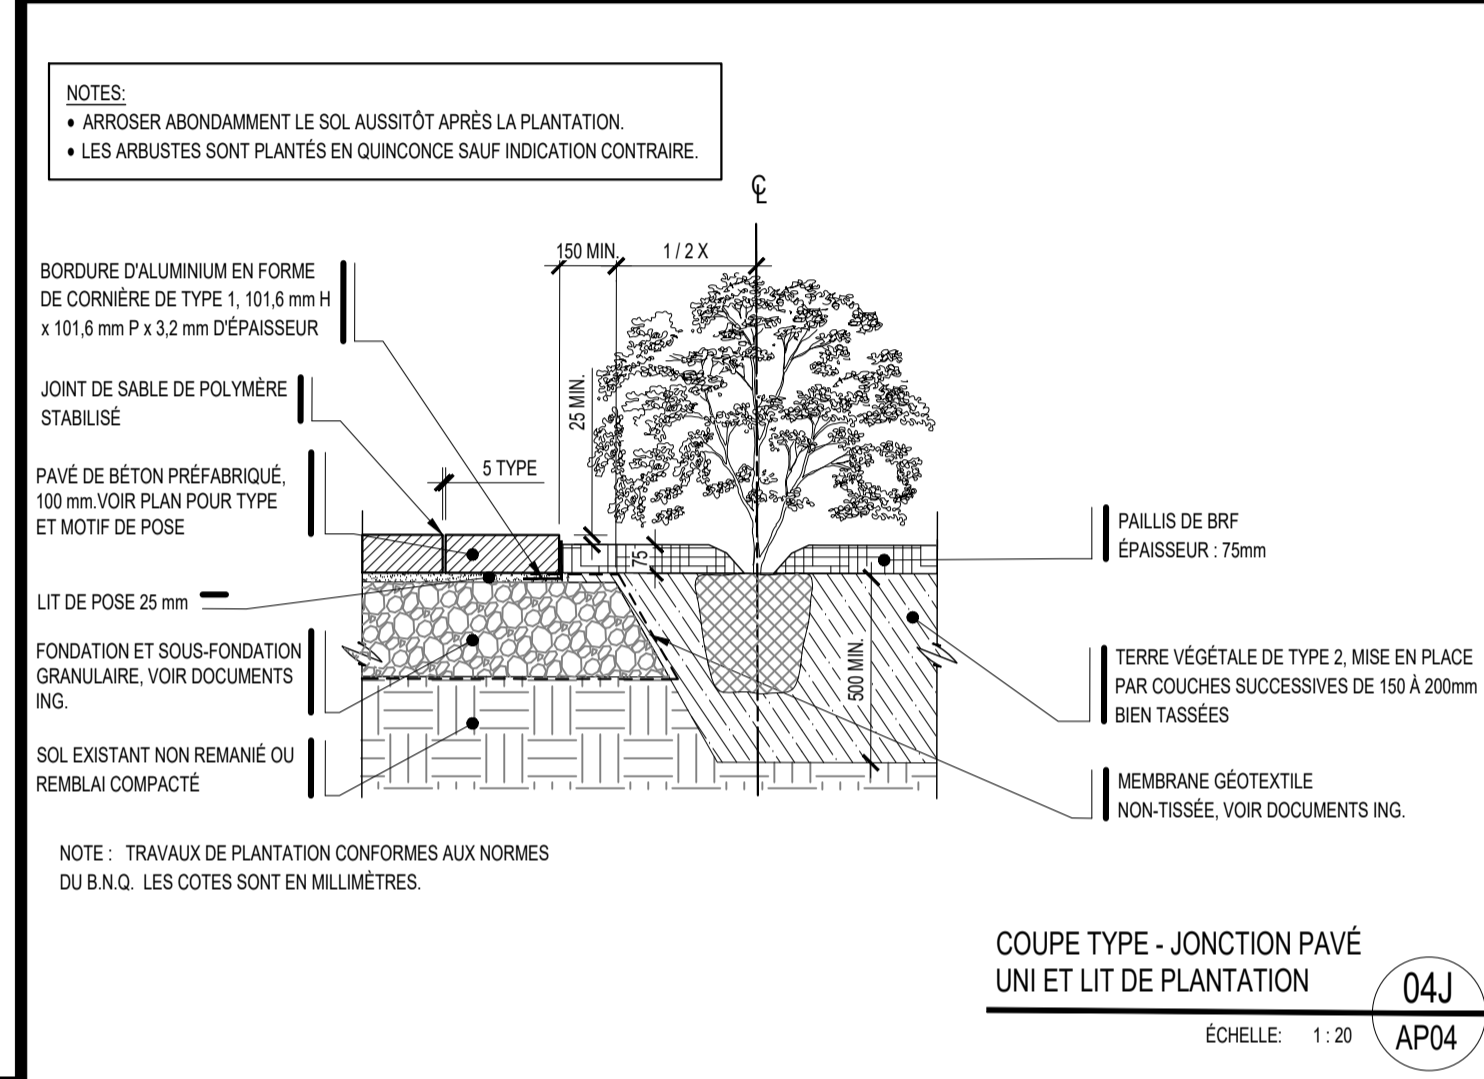 NOTES:
• ARROSER ABONDAMMENT LE SOL AUSSITÔT APRÈS LA PLANTATION.
• LES ARBUSTES SONT PLANTÉS EN QUINCONCE SAUF INDICATION CONTRAIRE.
℄
150 MIN.
1 / 2 X
BORDURE D'ALUMINIUM EN FORME
DE CORNIÈRE DE TYPE 1, 101,6 mm H
x 101,6 mm P x 3,2 mm D'ÉPAISSEUR
JOINT DE SABLE DE POLYMÈRE
STABILISÉ
25 MIN.
5 TYPE
PAVÉ DE BÉTON PRÉFABRIQUÉ,
100 mm.VOIR PLAN POUR TYPE
ET MOTIF DE POSE
75
LIT DE POSE 25 mm
FONDATION ET SOUS-FONDATION
GRANULAIRE, VOIR DOCUMENTS
ING.
SOL EXISTANT NON REMANIÉ OU
REMBLAI COMPACTÉ
500 MIN.
PAILLIS DE BRF
ÉPAISSEUR : 75mm
TERRE VÉGÉTALE DE TYPE 2, MISE EN PLACE
PAR COUCHES SUCCESSIVES DE 150 À 200mm
BIEN TASSÉES
MEMBRANE GÉOTEXTILE
NON-TISSÉE, VOIR DOCUMENTS ING.
NOTE : TRAVAUX DE PLANTATION CONFORMES AUX NORMES
DU B.N.Q. LES COTES SONT EN MILLIMÈTRES.
COUPE TYPE - JONCTION PAVÉ
UNI ET LIT DE PLANTATION
04J
ÉCHELLE: 1 : 20
AP04